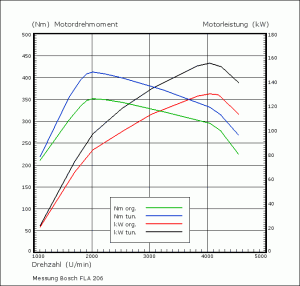 (Nm) Motordrehmoment Motorleistung (kW)
500 180
450 160
400 140
350 120
300
250 100
200 80
150 60
100 40
50 20
0 0
Nm org.
Nm tun.
kW org.
kW tun.
1000 2000 3000 4000 5000
Drehzahl (U/min)
Messung Bosch FLA 206